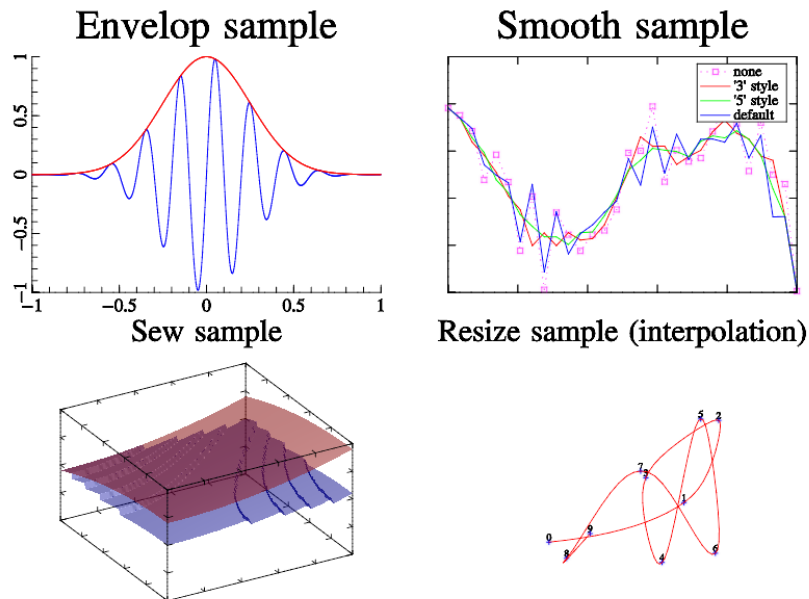 Envelop sample
Smooth sample
1
0.5
0
−0.5
−1
−1 −0.5 0 0.5 1
none
'3' style
'5' style
default
Sew sample
Resize sample (interpolation)
5 2
7 3
1
9
0
8 4 6